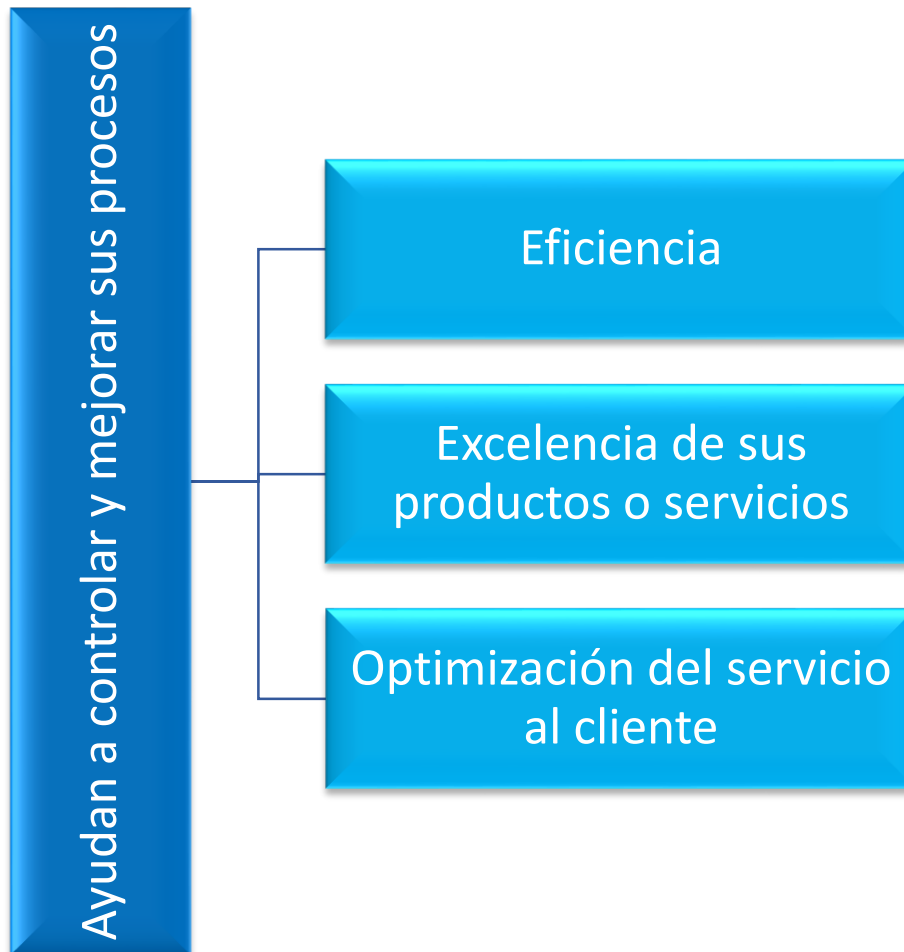 Ayudan a controlar y mejorar sus procesos
Eficiencia
Excelencia de sus
productos o servicios
Optimización del servicio
al cliente